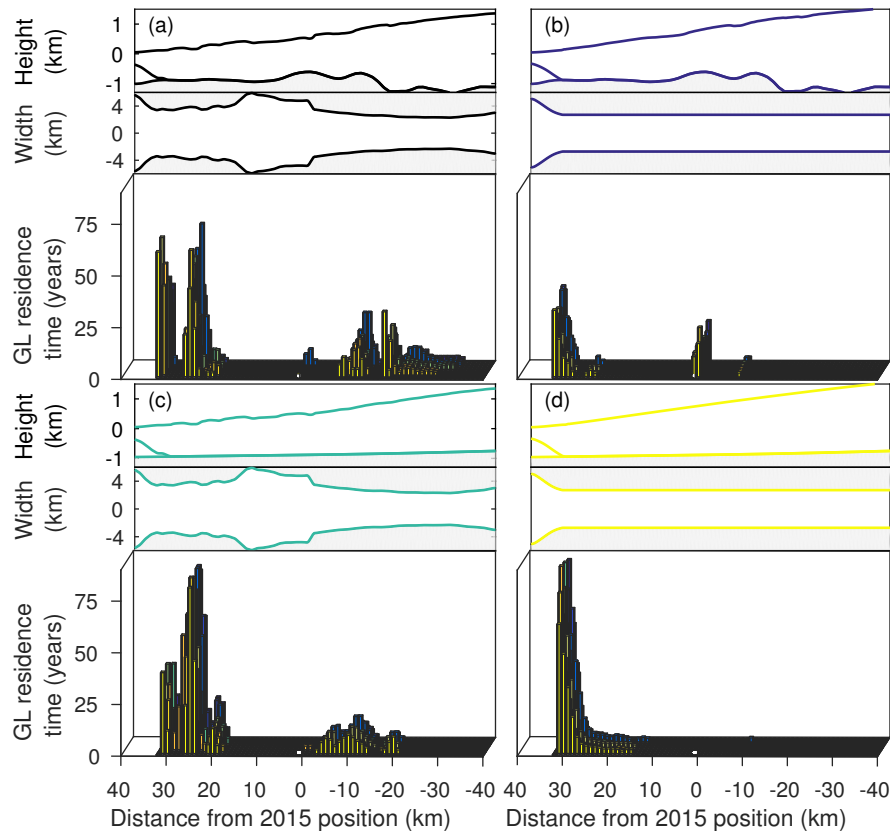 (a) (b)
Height (km)
1
0
-1
Width (km)
4
0
-4
GL residence time (years)
75
50
25
0
(c) (d)
Height (km)
1
0
-1
Width (km)
4
0
-4
GL residence time (years)
75
50
25
0
40 30 20 10 0 -10 -20 -30 -40 40 30 20 10 0 -10 -20 -30 -40
Distance from 2015 position (km) Distance from 2015 position (km)